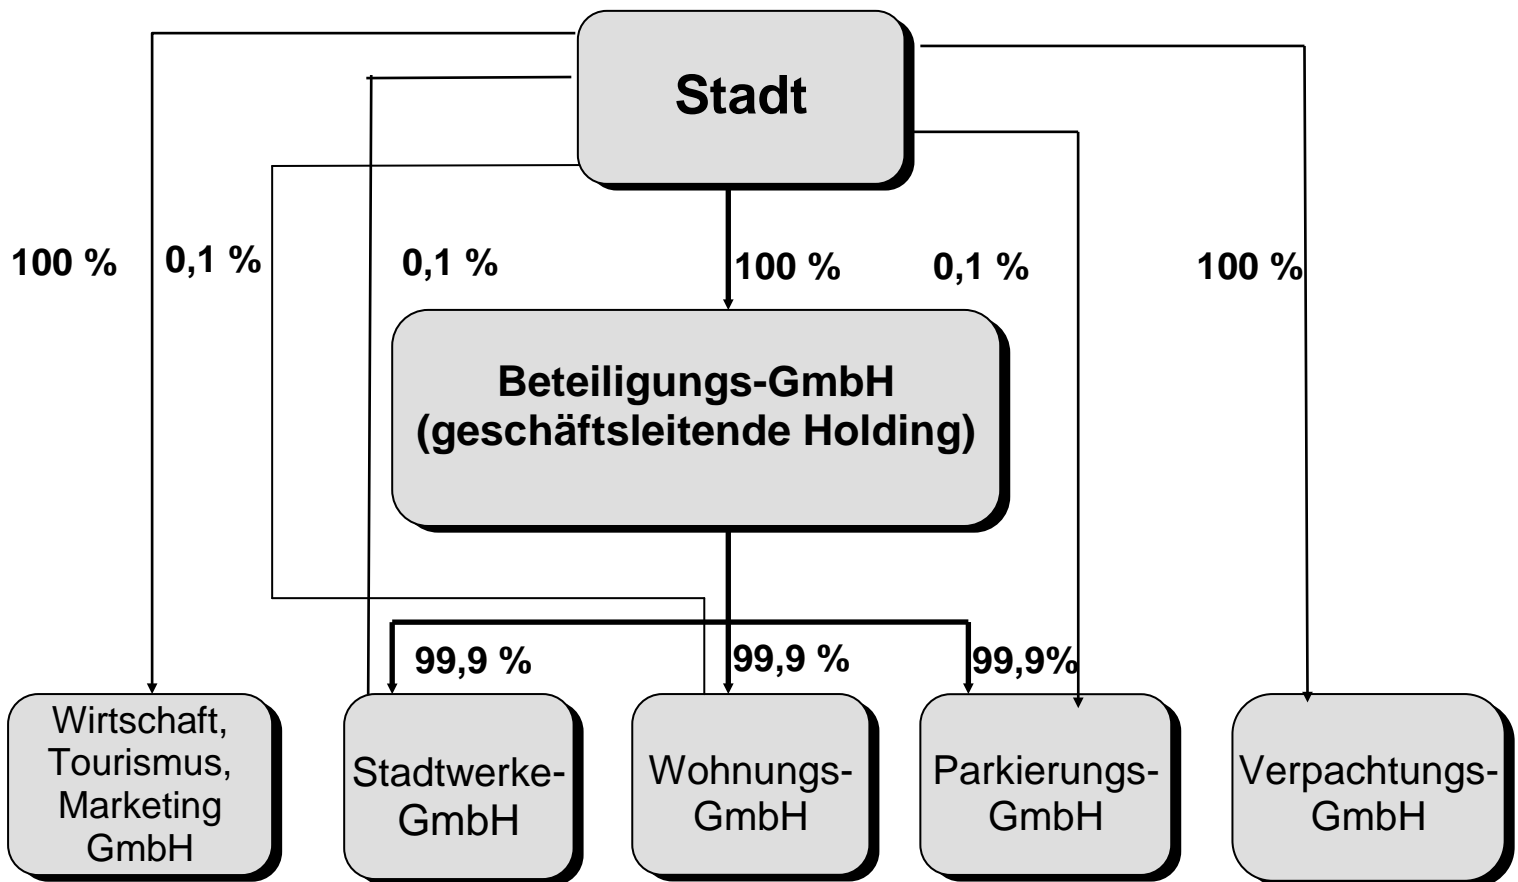 Stadt
100 %
0,1 %
0,1 %
100 %
0,1 %
100 %
Beteiligungs-GmbH
(geschäftsleitende Holding)
99,9 %
99,9 %
99,9%
Wirtschaft,
Tourismus,
Marketing
GmbH
Stadtwerke-
GmbH
Wohnungs-
GmbH
Parkierungs-
GmbH
Verpachtungs-
GmbH